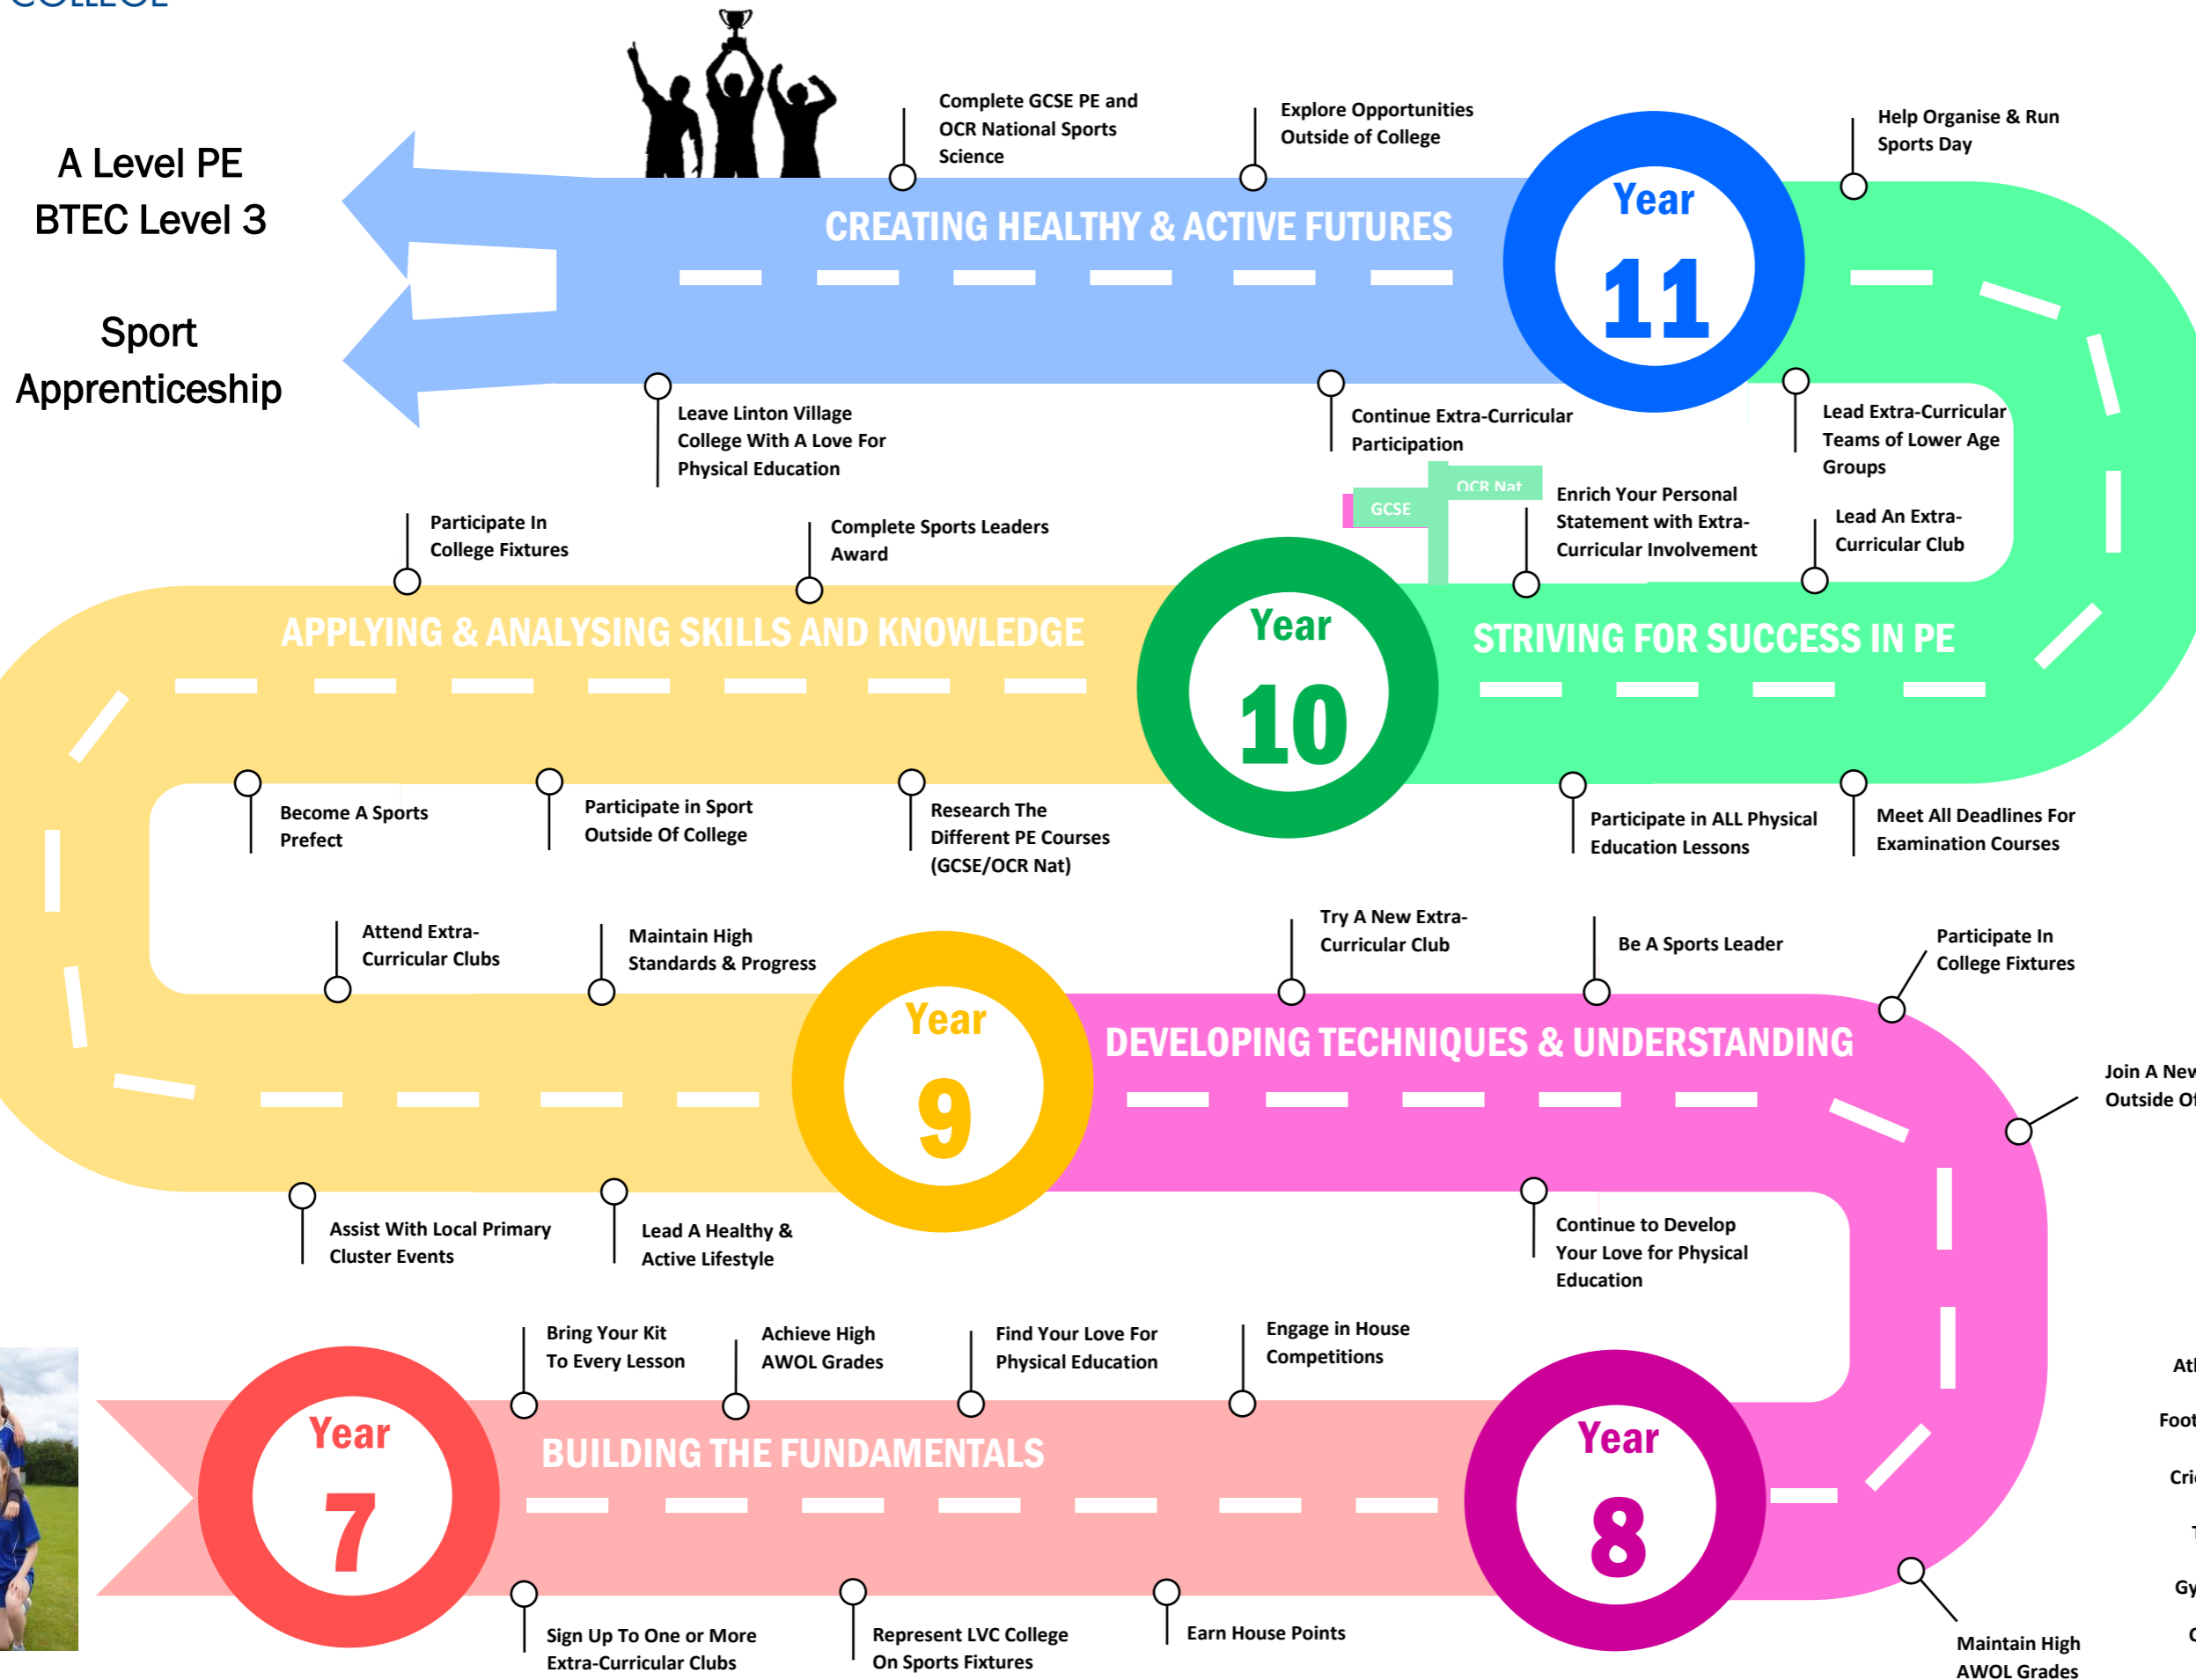 COLLEGE
A Level PE
BTEC Level 3
Sport
Apprenticeship
Complete GCSE PE and
OCR National Sports
Science
Explore Opportunities
Outside of College
Help Organise & Run
Sports Day
CREATING HEALTHY & ACTIVE FUTURES
Year
11
Leave Linton Village
College With A Love For
Physical Education
Continue Extra-Curricular
Participation
Lead Extra-Curricular
Teams of Lower Age
Groups
Participate In
College Fixtures
Complete Sports Leaders
Award
GCSE
OCR Nat
Enrich Your Personal
Statement with Extra-
Curricular Involvement
Lead An Extra-
Curricular Club
APPLYING & ANALYSING SKILLS AND KNOWLEDGE
Year
10
STRIVING FOR SUCCESS IN PE
Become A Sports
Prefect
Participate in Sport
Outside Of College
Research The
Different PE Courses
(GCSE/OCR Nat)
Participate in ALL Physical
Education Lessons
Meet All Deadlines For
Examination Courses
Attend Extra-
Curricular Clubs
Maintain High
Standards & Progress
Year
9
Try A New Extra-
Curricular Club
Be A Sports Leader
Participate In
College Fixtures
DEVELOPING TECHNIQUES & UNDERSTANDING
Join A New
Outside Of
Assist With Local Primary
Cluster Events
Lead A Healthy &
Active Lifestyle
Continue to Develop
Your Love for Physical
Education
Bring Your Kit
To Every Lesson
Achieve High
AWOL Grades
Find Your Love For
Physical Education
Engage in House
Competitions
Year
7
BUILDING THE FUNDAMENTALS
Year
8
Sign Up To One or More
Extra-Curricular Clubs
Represent LVC College
On Sports Fixtures
Earn House Points
Maintain High
AWOL Grades